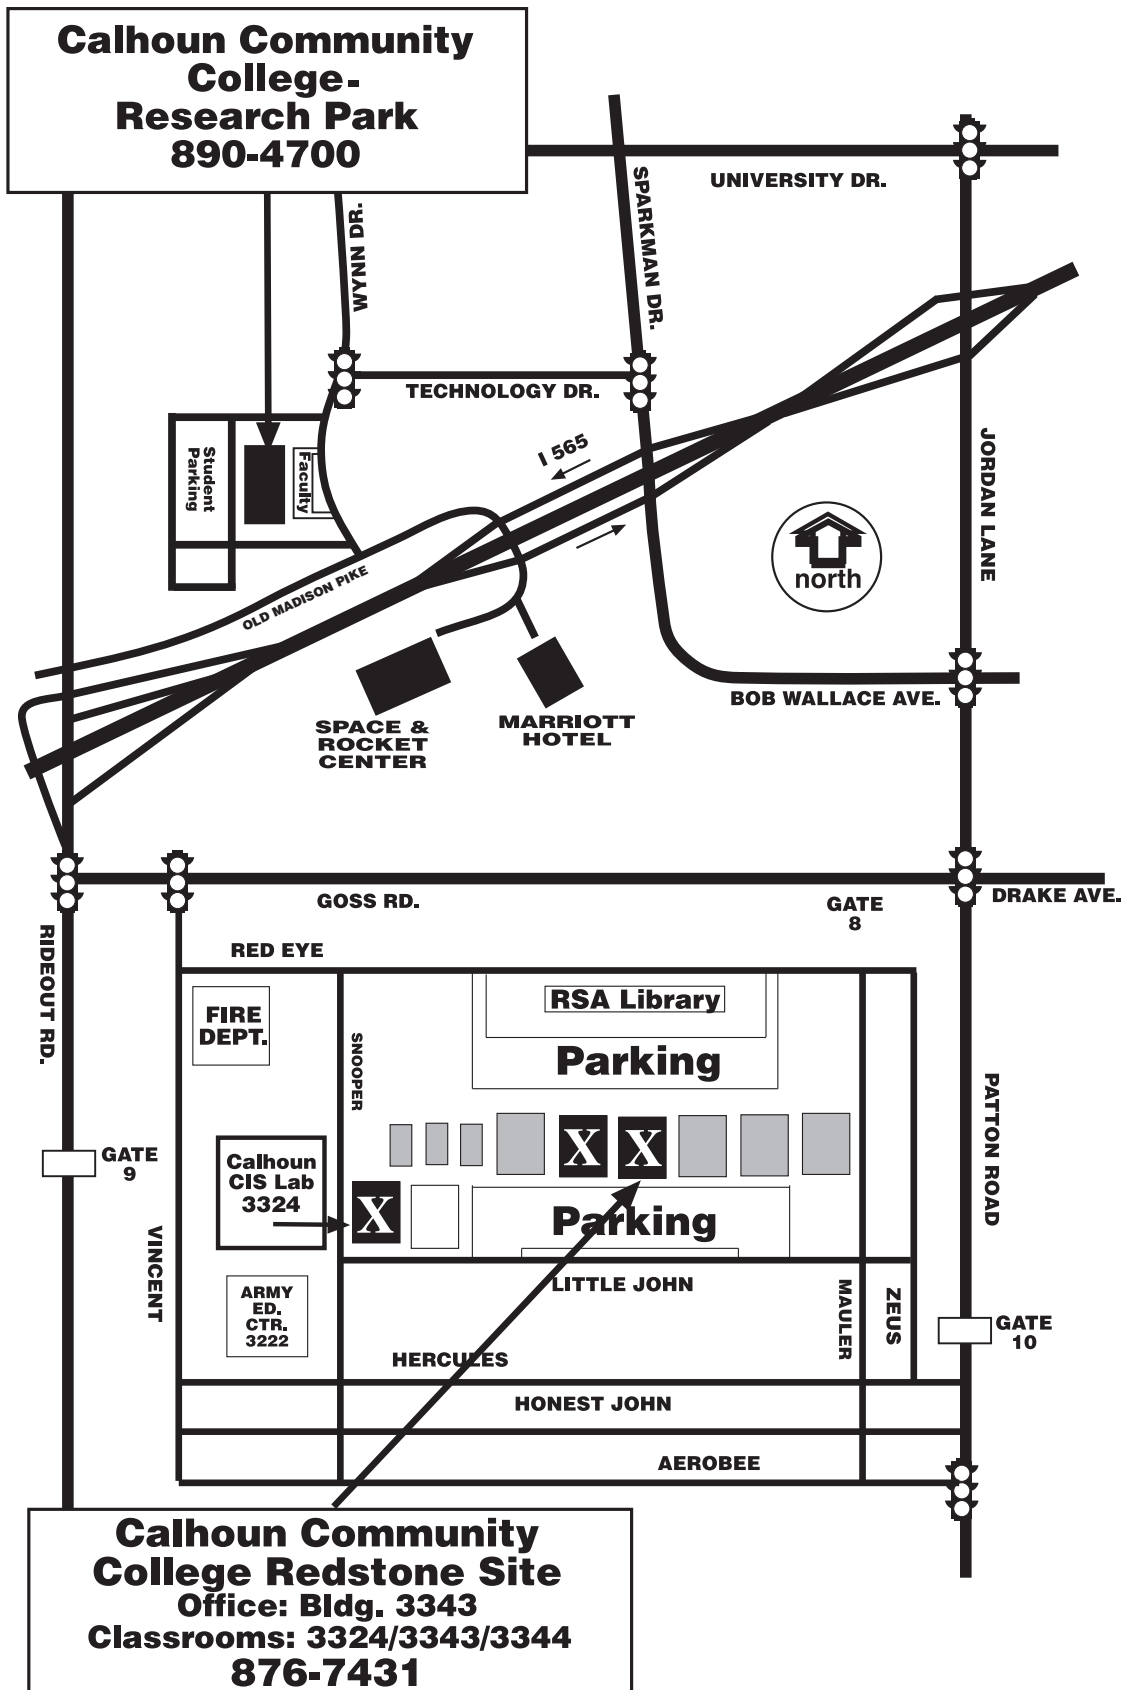 Calhoun Community
College-
Research Park
890-4700
UNIVERSITY DR.
WYNN DR.
SPARKMAN DR.
TECHNOLOGY DR.
I 565
Student
Parking
Faculty
JORDAN LANE
north
OLD MADISON PIKE
BOB WALLACE AVE.
SPACE &
ROCKET
CENTER
MARRIOTT
HOTEL
GOSS RD.
GATE
8
DRAKE AVE.
RIDEOUT RD.
RED EYE
FIRE
DEPT.
RSA Library
Parking
SNOOPER
PATTON ROAD
GATE
9
X
X
Calhoun
CIS Lab
3324
X
Parking
VINCENT
LITTLE JOHN
ARMY
ED.
CTR.
3222
MAULER
ZEUS
GATE
10
HERCULES
HONEST JOHN
AEROBEE
Calhoun Community
College Redstone Site
Office: Bldg. 3343
Classrooms: 3324/3343/3344
876-7431